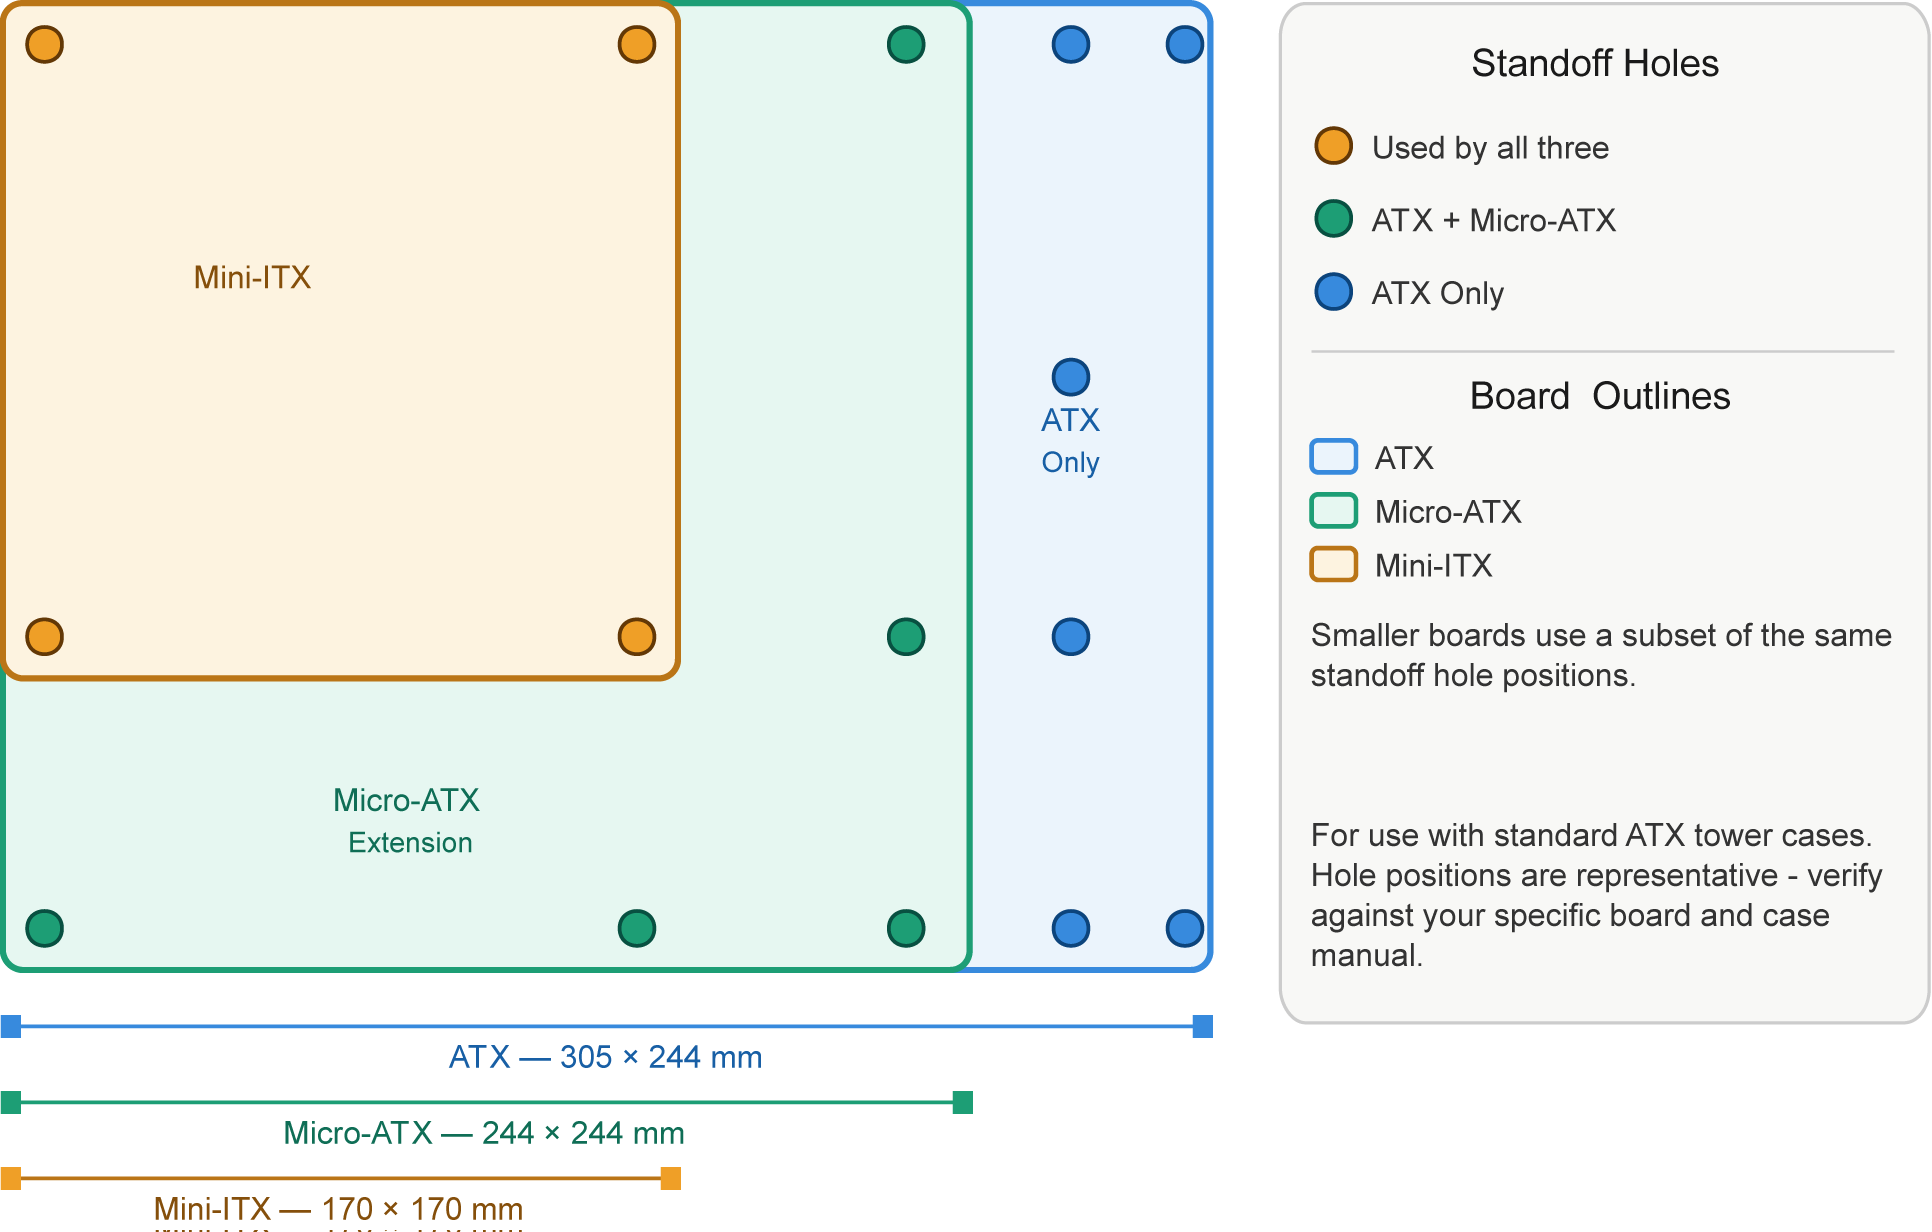 Mini-ITX
ATX
Only
Micro-ATX
Extension
ATX — 305 × 244 mm
Micro-ATX — 244 × 244 mm
Mini-ITX — 170 × 170 mm
Standoff Holes
Used by all three
ATX + Micro-ATX
ATX Only
Board Outlines
ATX
Micro-ATX
Mini-ITX
Smaller boards use a subset of the same
standoff hole positions.
For use with standard ATX tower cases.
Hole positions are representative - verify
against your specific board and case
manual.